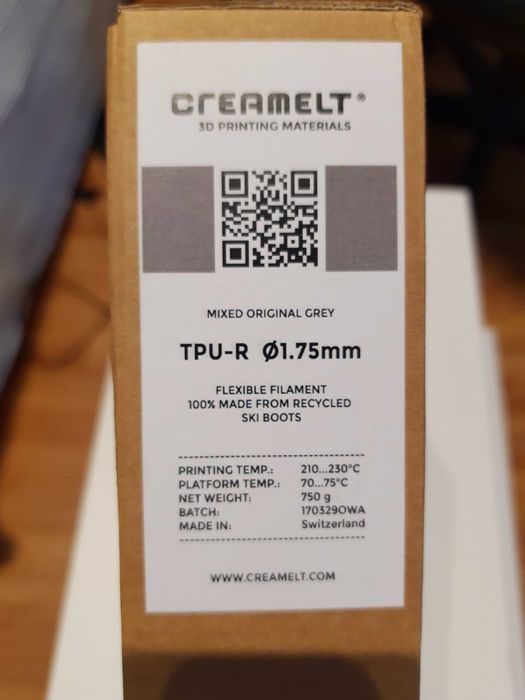 CREAMELT®
3D PRINTING MATERIALS
MIXED ORIGINAL GREY
TPU-R Ø1.75mm
FLEXIBLE FILAMENT
100% MADE FROM RECYCLED
SKI BOOTS
PRINTING TEMP.: 210...230°C
PLATFORM TEMP.: 70...75°C
NET WEIGHT: 750 g
BATCH: 170329OWA
MADE IN: Switzerland
WWW.CREAMELT.COM